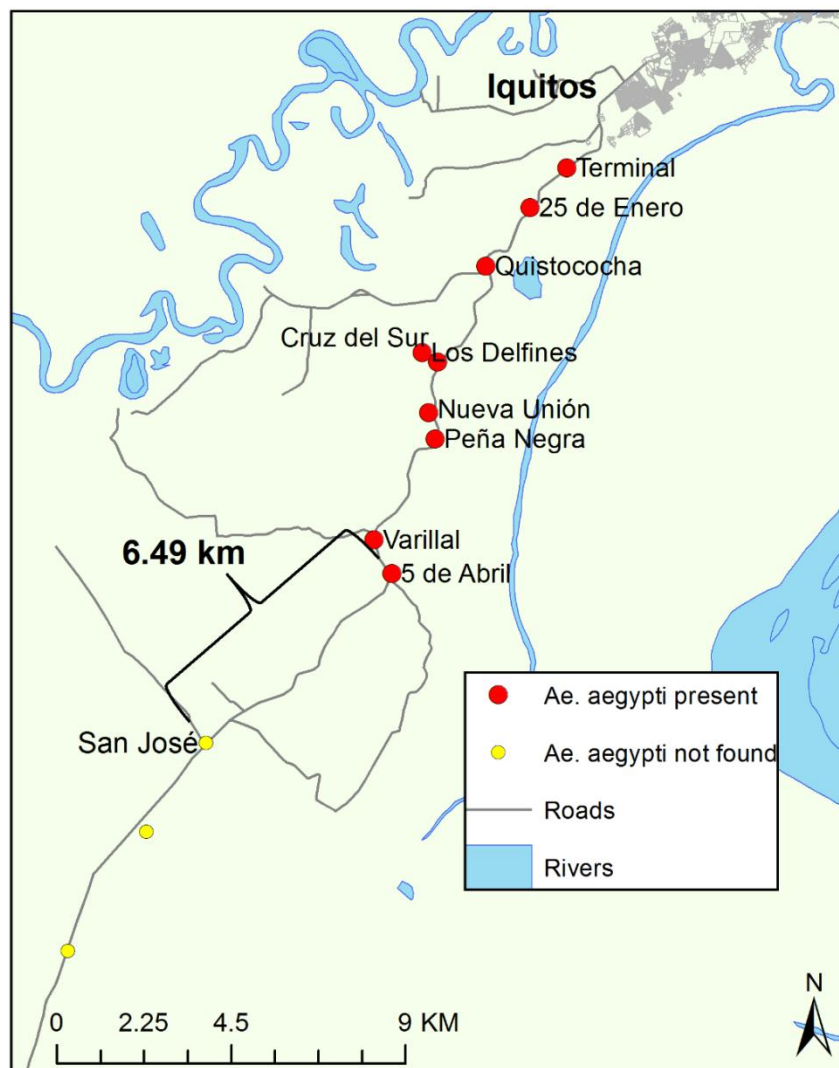 Iquitos
Terminal
25 de Enero
Quistococha
Cruz del Sur
Los Delfines
Nueva Unión
Peña Negra
Varillal
6.49 km
5 de Abril
San José
Ae. aegypti present
Ae. aegypti not found
Roads
Rivers
N
0 2.25 4.5 9 KM